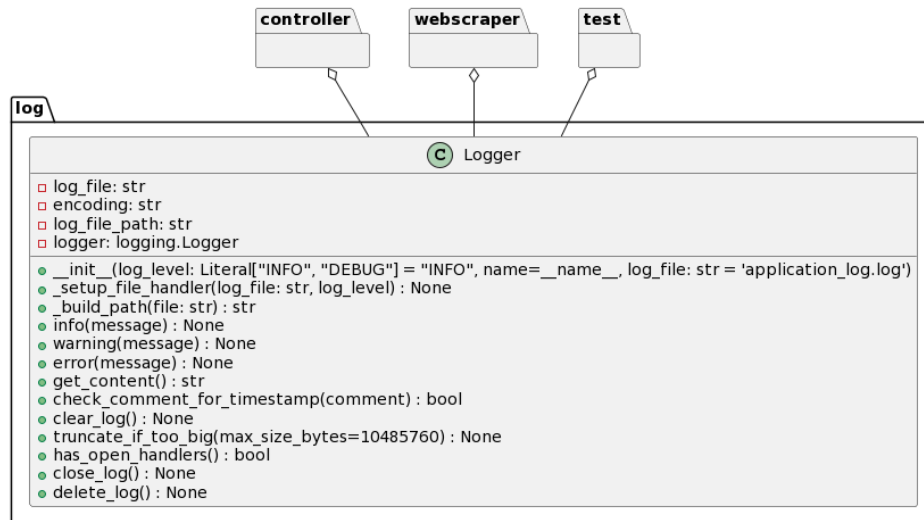 controller
webscraper
test
log
C Logger
log_file: str
encoding: str
log_file_path: str
logger: logging.Logger
__init__(log_level: Literal["INFO", "DEBUG"] = "INFO", name=__name__, log_file: str = 'application_log.log')
_setup_file_handler(log_file: str, log_level) : None
_build_path(file: str) : str
info(message) : None
warning(message) : None
error(message) : None
get_content() : str
check_comment_for_timestamp(comment) : bool
clear_log() : None
truncate_if_too_big(max_size_bytes=10485760) : None
has_open_handlers() : bool
close_log() : None
delete_log() : None